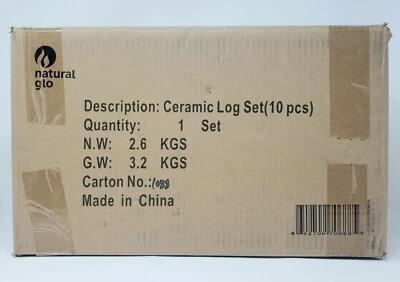 natural
glo
Description: Ceramic Log Set(10 pcs)
Quantity: 1 Set
N.W: 2.6 KGS
G.W: 3.2 KGS
Carton No.:
Made in China